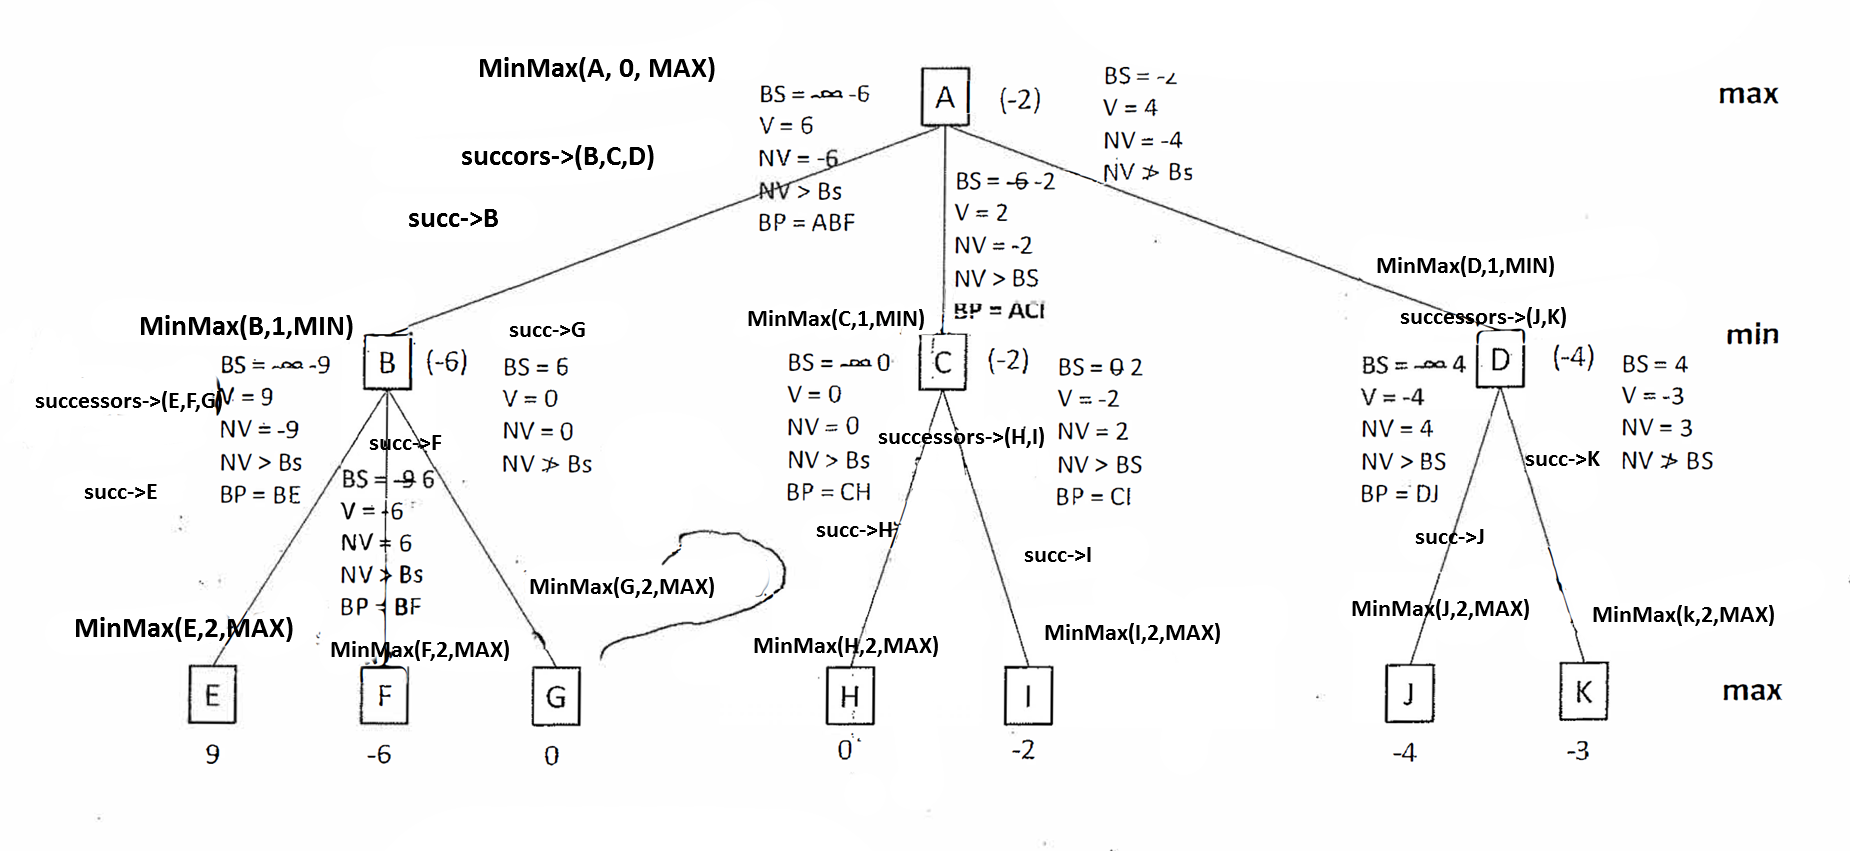 MinMax(A, 0, MAX)
A
(-2)
max
BS = -∞ -6
V = 6
NV = -6
NV > Bs
BP = ABF
BS = -2
V = 4
NV = -4
NV ≯ Bs
succors->(B,C,D)
succ->B
BS = -6 -2
V = 2
NV = -2
NV > BS
BP = ACI
MinMax(D,1,MIN)
successors->(J,K)
MinMax(B,1,MIN)
B
(-6)
succ->G
MinMax(C,1,MIN)
C
(-2)
D
(-4)
min
BS = -∞ -9
V = 9
NV = -9
NV > Bs
BP = BE
successors->(E,F,G)
succ->E
succ->F
BS = -9 6
V = -6
NV = 6
NV > Bs
BP = BF
BS = 6
V = 0
NV = 0
NV ≯ Bs
BS = -∞ 0
V = 0
NV = 0
NV > Bs
BP = CH
successors->(H,I)
BS = 0 2
V = -2
NV = 2
NV > BS
BP = CI
BS = -∞ 4
V = -4
NV = 4
NV > BS
BP = DJ
succ->K
BS = 4
V = -3
NV = 3
NV ≯ BS
succ->H
succ->I
succ->J
MinMax(E,2,MAX)
MinMax(F,2,MAX)
MinMax(G,2,MAX)
MinMax(H,2,MAX)
MinMax(I,2,MAX)
MinMax(J,2,MAX)
MinMax(k,2,MAX)
E
F
G
H
I
J
K
max
9
-6
0
0
-2
-4
-3